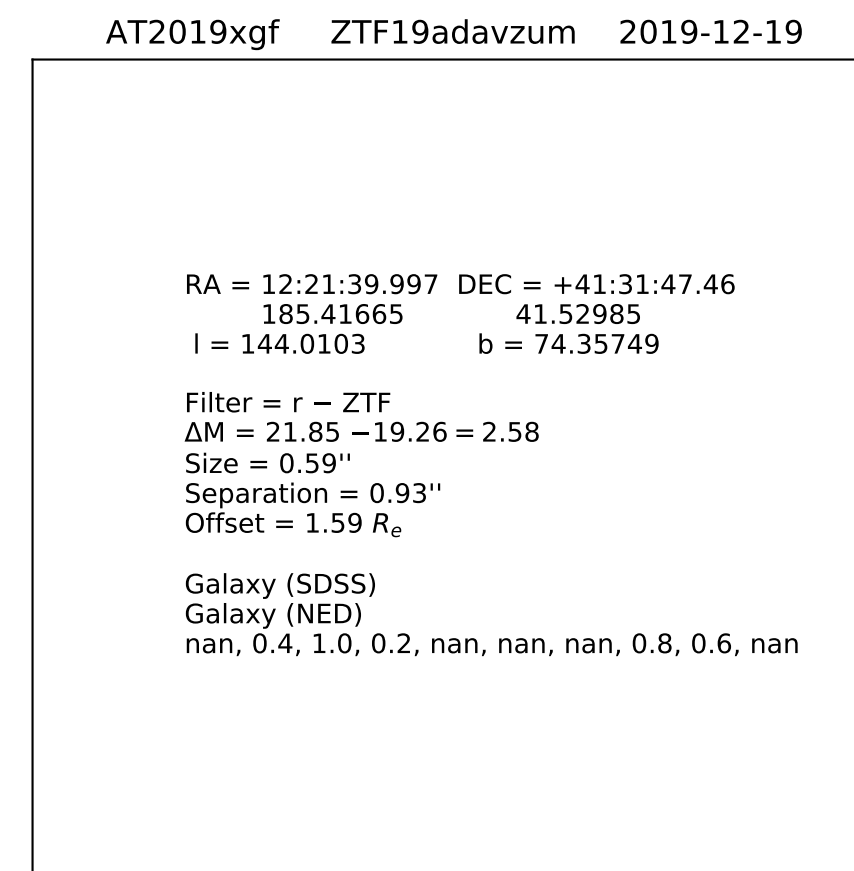 AT2019xgf ZTF19adavzum 2019-12-19
RA = 12:21:39.997 DEC = +41:31:47.46
185.41665 41.52985
l = 144.0103 b = 74.35749
Filter = r − ZTF
ΔM = 21.85 −19.26 = 2.58
Size = 0.59''
Separation = 0.93''
Offset = 1.59 Re
Galaxy (SDSS)
Galaxy (NED)
nan, 0.4, 1.0, 0.2, nan, nan, nan, 0.8, 0.6, nan